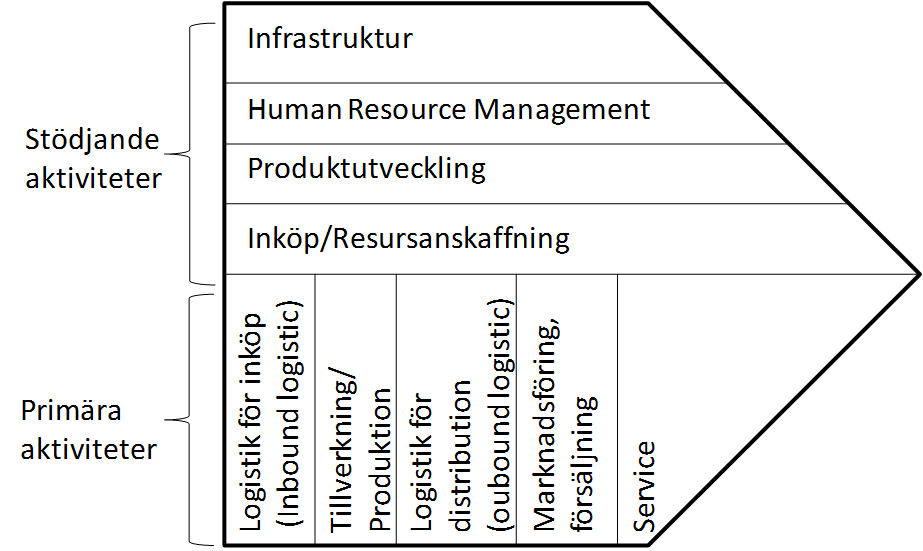 Stödjande
aktiviteter
Infrastruktur
Human Resource Management
Produktutveckling
Inköp/Resursanskaffning
Primära
aktiviteter
Logistik för inköp
(Inbound logistic)
Tillverkning/
Produktion
Logistik för
distribution
(oubound logistic)
Marknadsföring,
försäljning
Service